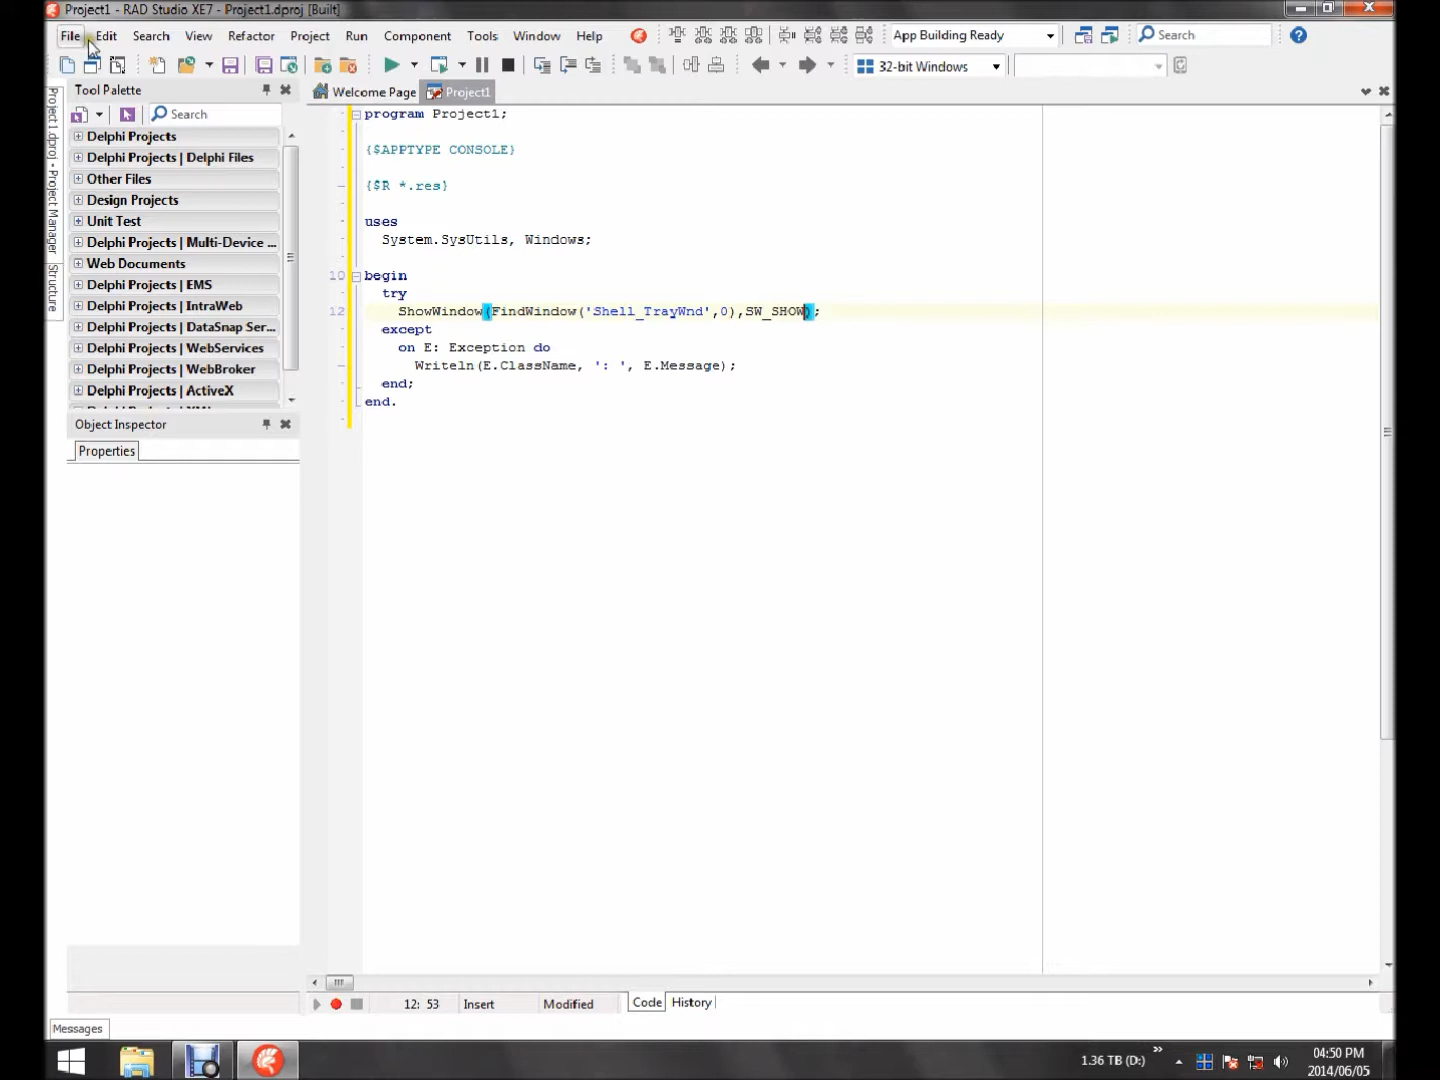 Project1 - RAD Studio XE7 - Project1.dproj [Built]
File Edit Search View Refactor Project Run Component Tools Window Help App Building Ready Search
32-bit Windows
Tool Palette
Search
Delphi Projects
Delphi Projects | Delphi Files
Other Files
Design Projects
Unit Test
Delphi Projects | Multi-Device ...
Web Documents
Delphi Projects | EMS
Delphi Projects | IntraWeb
Delphi Projects | DataSnap Ser...
Delphi Projects | WebServices
Delphi Projects | WebBroker
Delphi Projects | ActiveX
Object Inspector
Properties
Project1.dproj - Project Manager
Structure
Welcome Page Project1
program Project1;
{$APPTYPE CONSOLE}
{$R *.res}
uses
System.SysUtils, Windows;
10 begin
try
12 ShowWindow(FindWindow('Shell_TrayWnd',0),SW_SHOW);
except
on E: Exception do
Writeln(E.ClassName, ': ', E.Message);
end;
end.
12: 53 Insert Modified Code History
Messages
1.36 TB (D:)
04:50 PM
2014/06/05